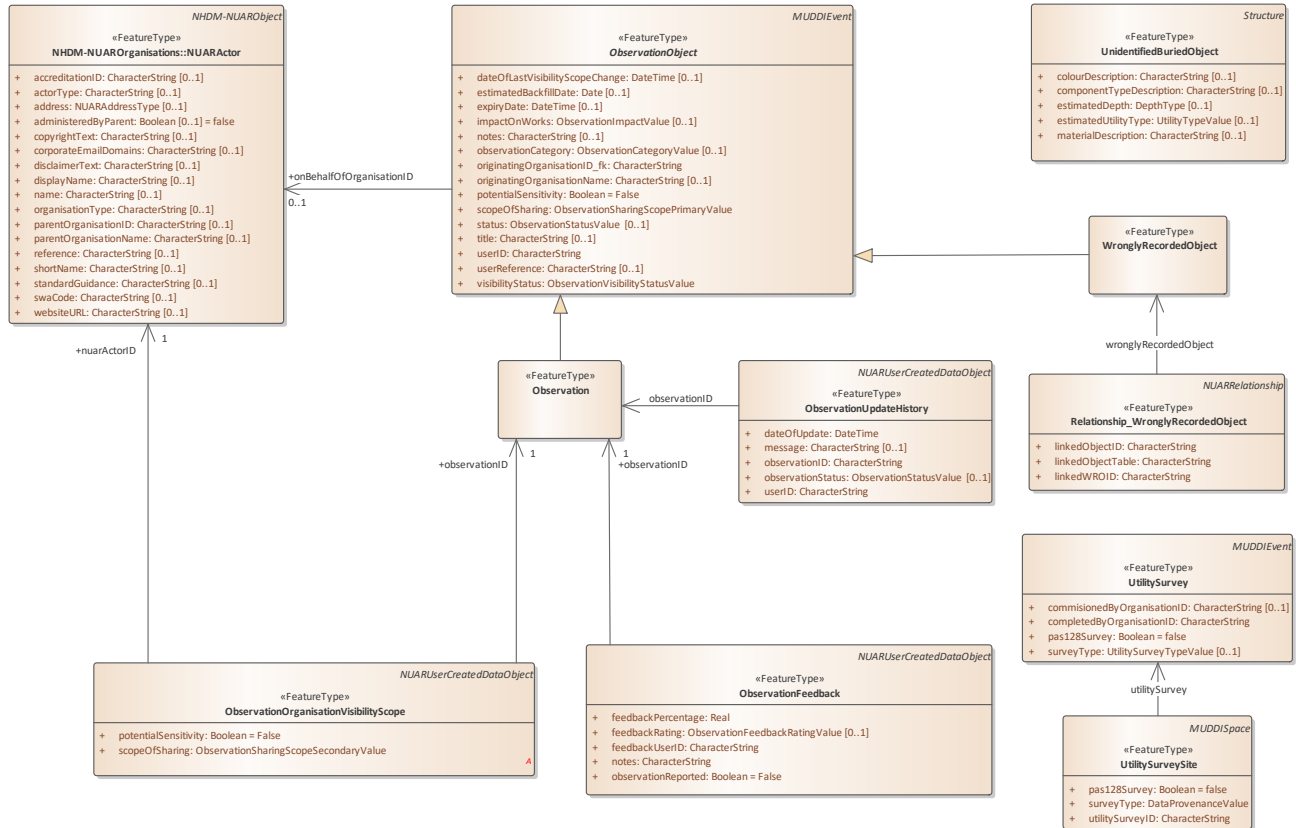 NHDM-NUARObject
«FeatureType»
NHDM-NUAROrganisations::NUARActor
+ accreditationID: CharacterString [0..1]
+ actorType: CharacterString [0..1]
+ address: NUARAddressType [0..1]
+ administeredByParent: Boolean [0..1] = false
+ copyrightText: CharacterString [0..1]
+ corporateEmailDomains: CharacterString [0..1]
+ disclaimerText: CharacterString [0..1]
+ displayName: CharacterString [0..1]
+ name: CharacterString [0..1]
+ organisationType: CharacterString [0..1]
+ parentOrganisationID: CharacterString [0..1]
+ parentOrganisationName: CharacterString [0..1]
+ reference: CharacterString [0..1]
+ shortName: CharacterString [0..1]
+ standardGuidance: CharacterString [0..1]
+ swaCode: CharacterString [0..1]
+ websiteURL: CharacterString [0..1]
+onBehalfOfOrganisationID
0..1
MUDDIEvent
«FeatureType»
ObservationObject
+ dateOfLastVisibilityScopeChange: DateTime [0..1]
+ estimatedBackfillDate: Date [0..1]
+ expiryDate: DateTime [0..1]
+ impactOnWorks: ObservationImpactValue [0..1]
+ notes: CharacterString [0..1]
+ observationCategory: ObservationCategoryValue [0..1]
+ originatingOrganisationID_fk: CharacterString
+ originatingOrganisationName: CharacterString [0..1]
+ potentialSensitivity: Boolean = False
+ scopeOfSharing: ObservationSharingScopePrimaryValue
+ status: ObservationStatusValue [0..1]
+ title: CharacterString [0..1]
+ userID: CharacterString
+ userReference: CharacterString [0..1]
+ visibilityStatus: ObservationVisibilityStatusValue
Structure
«FeatureType»
UnidentifiedBuriedObject
+ colourDescription: CharacterString [0..1]
+ componentTypeDescription: CharacterString [0..1]
+ estimatedDepth: DepthType [0..1]
+ estimatedUtilityType: UtilityTypeValue [0..1]
+ materialDescription: CharacterString [0..1]
«FeatureType»
WronglyRecordedObject
wronglyRecordedObject
NUARRelationship
«FeatureType»
Relationship_WronglyRecordedObject
+ linkedObjectID: CharacterString
+ linkedObjectTable: CharacterString
+ linkedWROID: CharacterString
+nuarActorID
1
«FeatureType»
Observation
observationID
NUARUserCreatedDataObject
«FeatureType»
ObservationUpdateHistory
+ dateOfUpdate: DateTime
+ message: CharacterString [0..1]
+ observationID: CharacterString
+ observationStatus: ObservationStatusValue [0..1]
+ userID: CharacterString
+observationID
1
1
+observationID
MUDDIEvent
«FeatureType»
UtilitySurvey
+ commisionedByOrganisationID: CharacterString [0..1]
+ completedByOrganisationID: CharacterString
+ pas128Survey: Boolean = false
+ surveyType: UtilitySurveyTypeValue [0..1]
utilitySurvey
NUARUserCreatedDataObject
«FeatureType»
ObservationOrganisationVisibilityScope
+ potentialSensitivity: Boolean = False
+ scopeOfSharing: ObservationSharingScopeSecondaryValue
A
NUARUserCreatedDataObject
«FeatureType»
ObservationFeedback
+ feedbackPercentage: Real
+ feedbackRating: ObservationFeedbackRatingValue [0..1]
+ feedbackUserID: CharacterString
+ notes: CharacterString
+ observationReported: Boolean = False
MUDDISpace
«FeatureType»
UtilitySurveySite
+ pas128Survey: Boolean = false
+ surveyType: DataProvenanceValue
+ utilitySurveyID: CharacterString